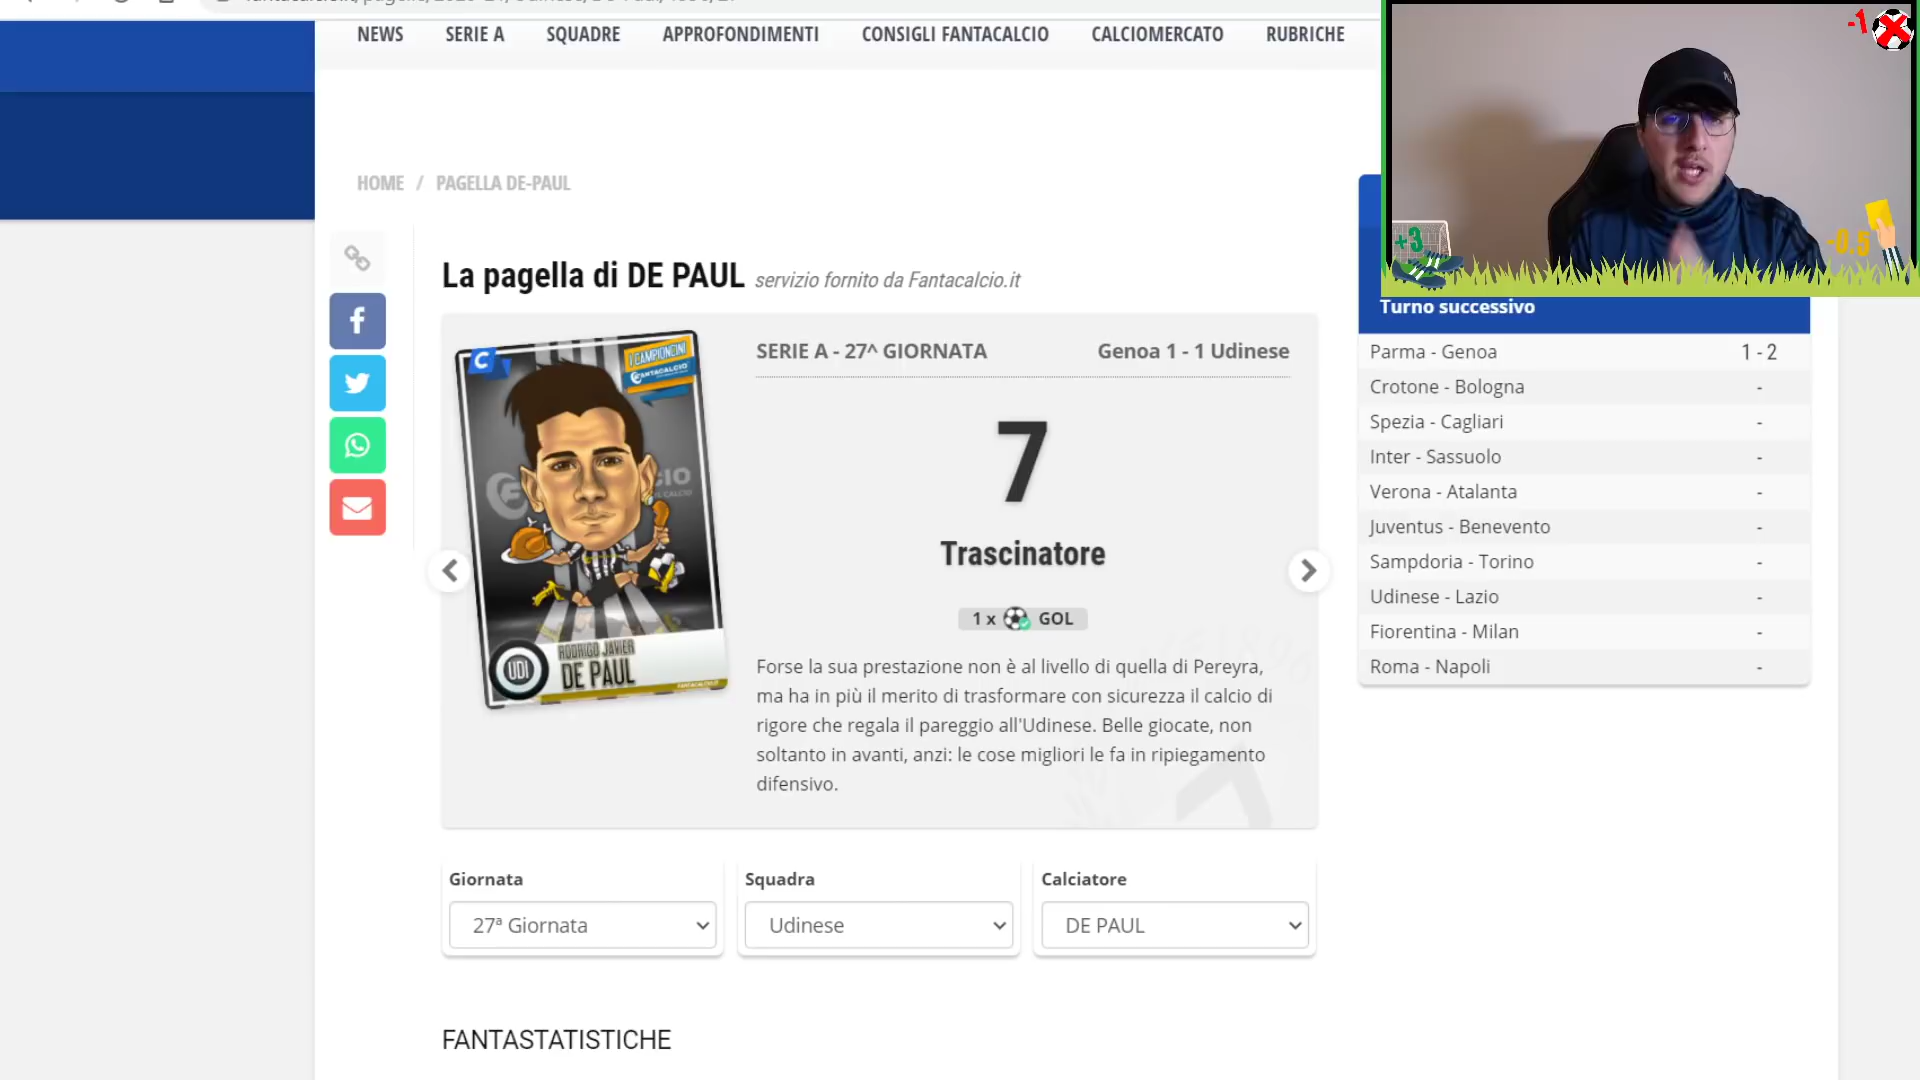 NEWS SERIE A SQUADRE APPROFONDIMENTI CONSIGLI FANTACALCIO CALCIOMERCATO RUBRICHE
-1
+3
-0.5
HOME / PAGELLA DE-PAUL
La pagella di DE PAUL servizio fornito da Fantacalcio.it
C
I CAMPIONCINI
FANTACALCIO
UDI
RODRIGO JAVIER
DE PAUL
SERIE A - 27^ GIORNATA Genoa 1 - 1 Udinese
7
Trascinatore
1 x GOL
Forse la sua prestazione non è al livello di quella di Pereyra,
ma ha in più il merito di trasformare con sicurezza il calcio di
rigore che regala il pareggio all'Udinese. Belle giocate, non
soltanto in avanti, anzi: le cose migliori le fa in ripiegamento
difensivo.
Turno successivo
Parma - Genoa 1 - 2
Crotone - Bologna -
Spezia - Cagliari -
Inter - Sassuolo -
Verona - Atalanta -
Juventus - Benevento -
Sampdoria - Torino -
Udinese - Lazio -
Fiorentina - Milan -
Roma - Napoli -
Giornata Squadra Calciatore
27ª Giornata Udinese DE PAUL
FANTASTATISTICHE